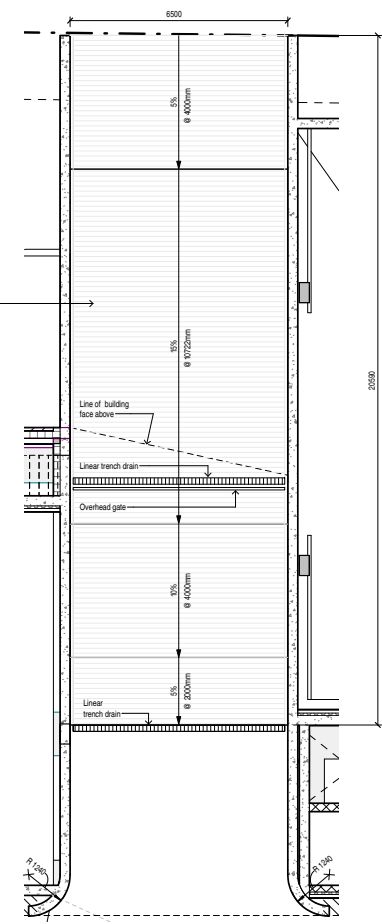 6500
5%
@ 4000mm
15%
@ 10722mm
20590
Line of building
face above
Linear trench drain
Overhead gate
10%
@ 4000mm
5%
@ 2000mm
Linear
trench drain
R 1240
R 1240